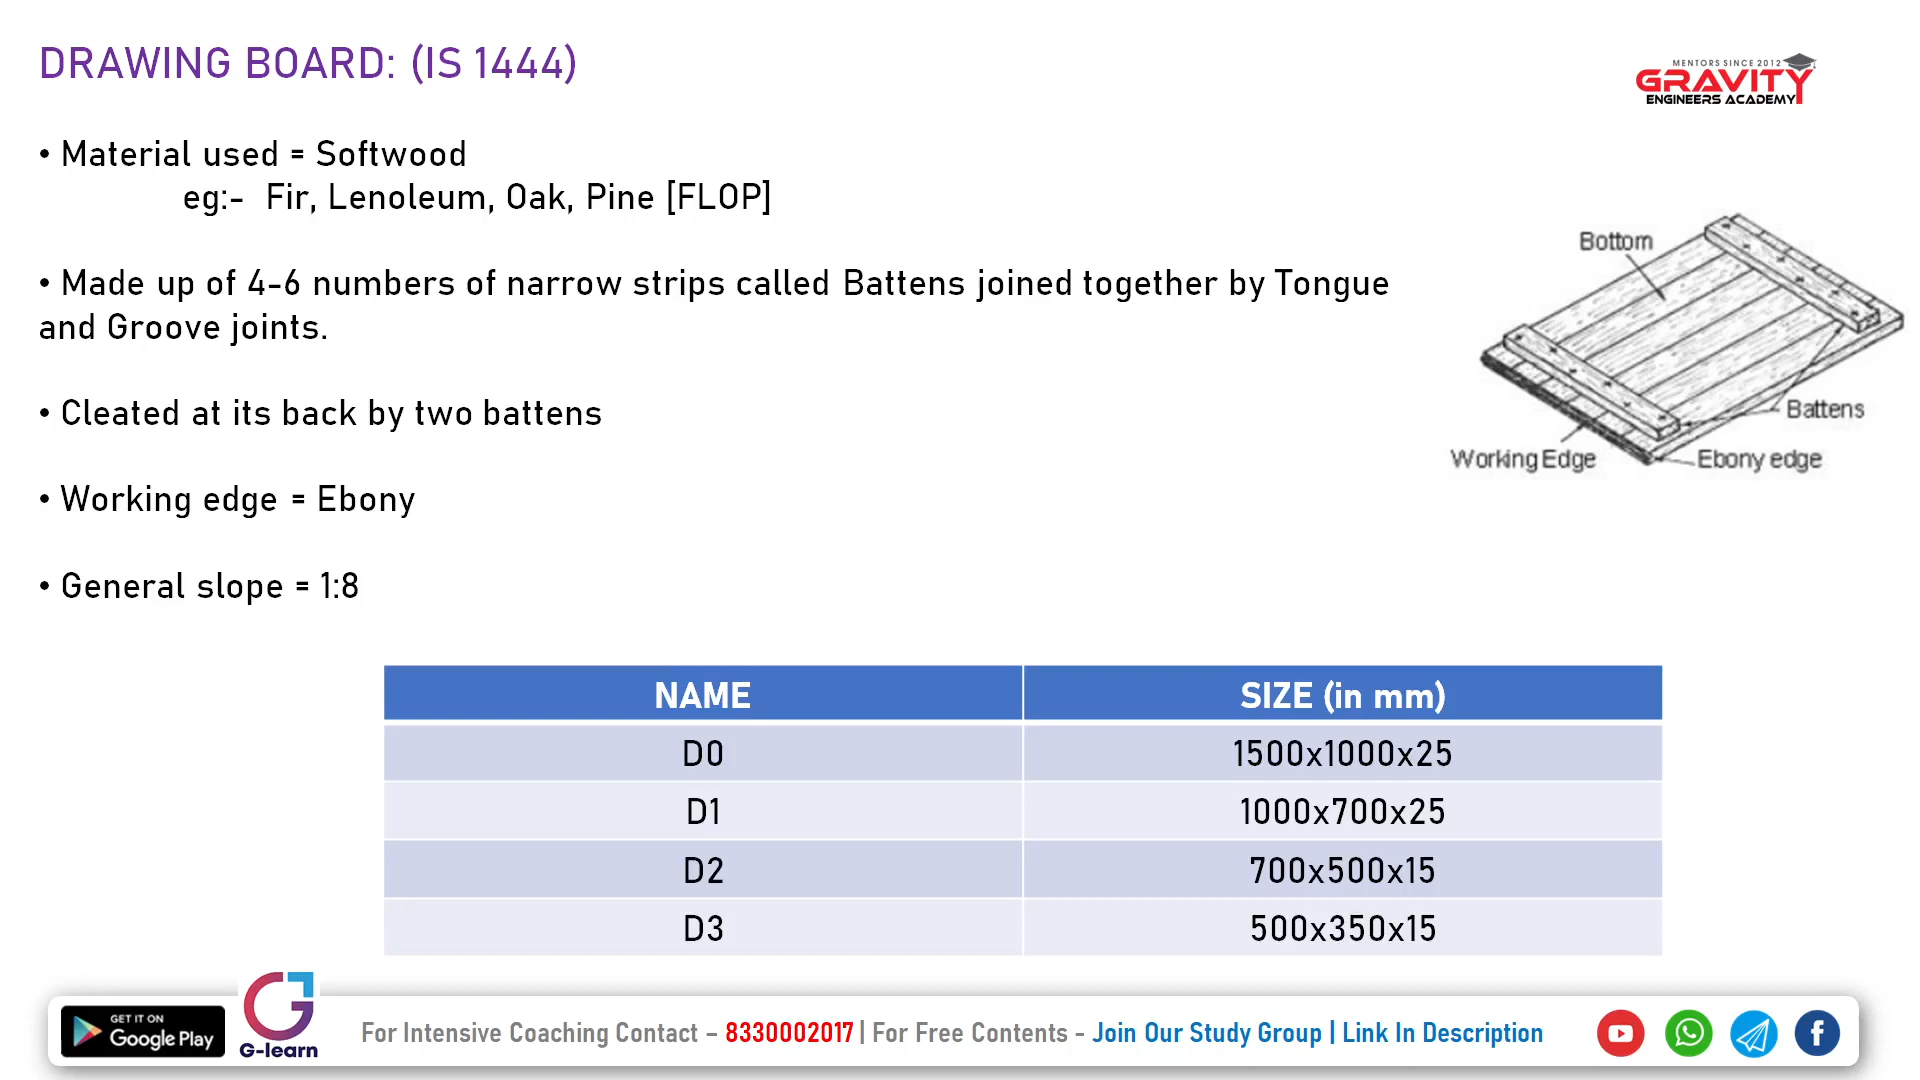 DRAWING BOARD: (IS 1444)
MENTORS SINCE 2012
GRAVITY
ENGINEERS ACADEMY
• Material used = Softwood
eg:- Fir, Lenoleum, Oak, Pine [FLOP]
• Made up of 4-6 numbers of narrow strips called Battens joined together by Tongue
and Groove joints.
• Cleated at its back by two battens
• Working edge = Ebony
• General slope = 1:8
Bottom
Battens
Working Edge
Ebony edge
NAME SIZE (in mm)
D0 1500x1000x25
D1 1000x700x25
D2 700x500x15
D3 500x350x15
GET IT ON
Google Play
G-learn
For Intensive Coaching Contact – 8330002017 | For Free Contents - Join Our Study Group | Link In Description